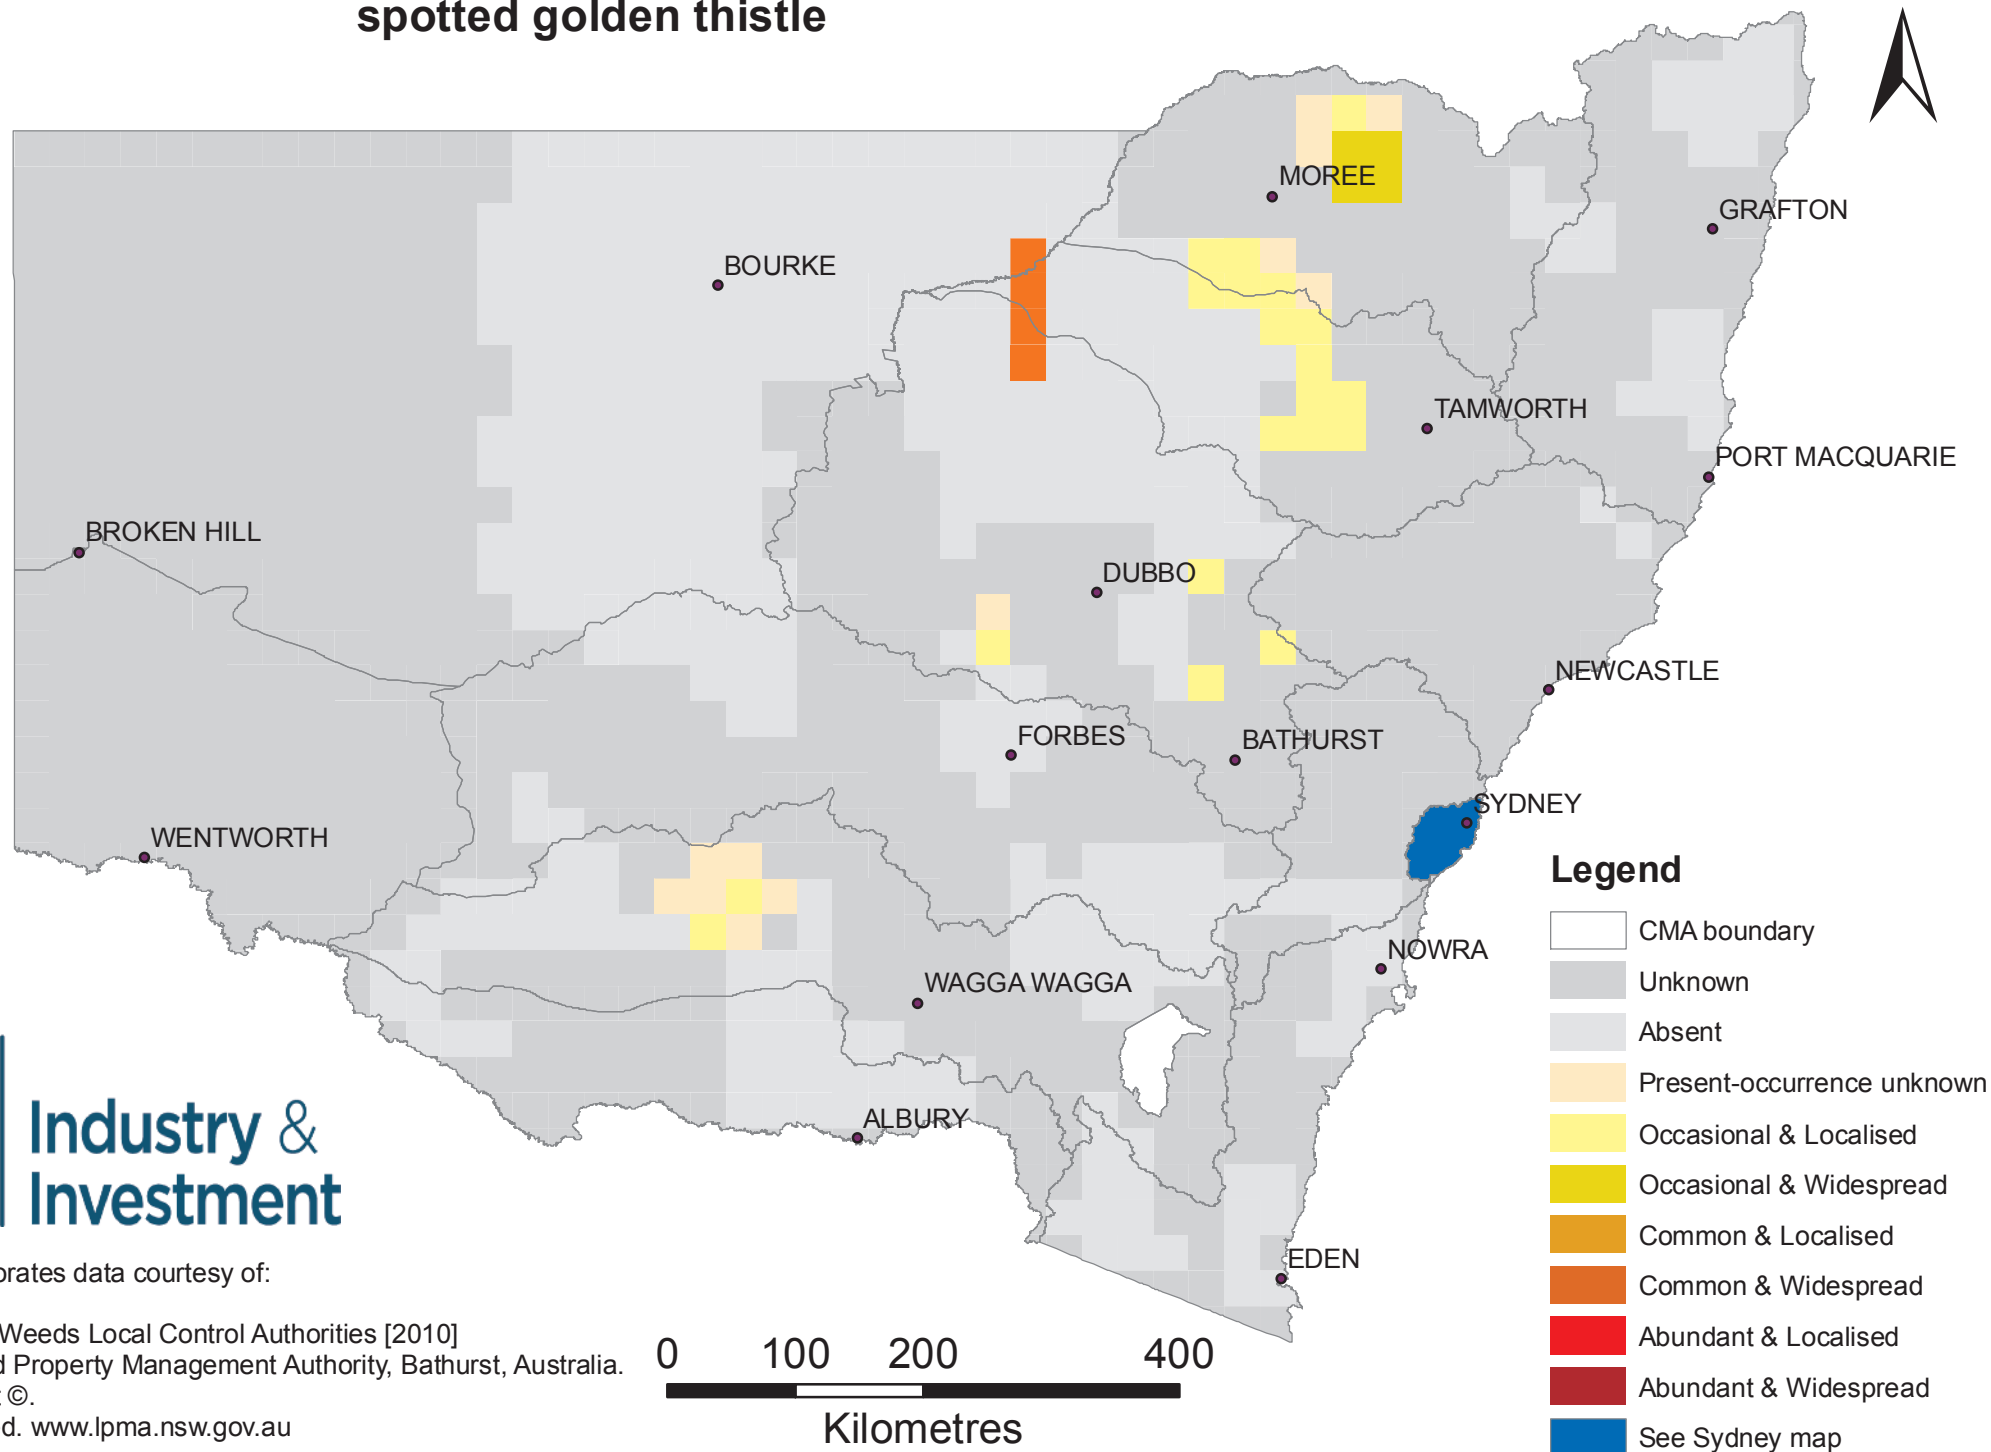 spotted golden thistle
MOREE
GRAFTON
BOURKE
TAMWORTH
PORT MACQUARIE
BROKEN HILL
DUBBO
NEWCASTLE
FORBES
BATHURST
SYDNEY
WENTWORTH
NOWRA
WAGGA WAGGA
ALBURY
EDEN
Legend
CMA boundary
Unknown
Absent
Present-occurrence unknown
Occasional & Localised
Occasional & Widespread
Common & Localised
Common & Widespread
Abundant & Localised
Abundant & Widespread
See Sydney map
Industry &
Investment
data courtesy of:
Weeds Local Control Authorities [2010]
Property Management Authority, Bathurst, Australia.
©.
www.lpma.nsw.gov.au
0 100 200 400
Kilometres